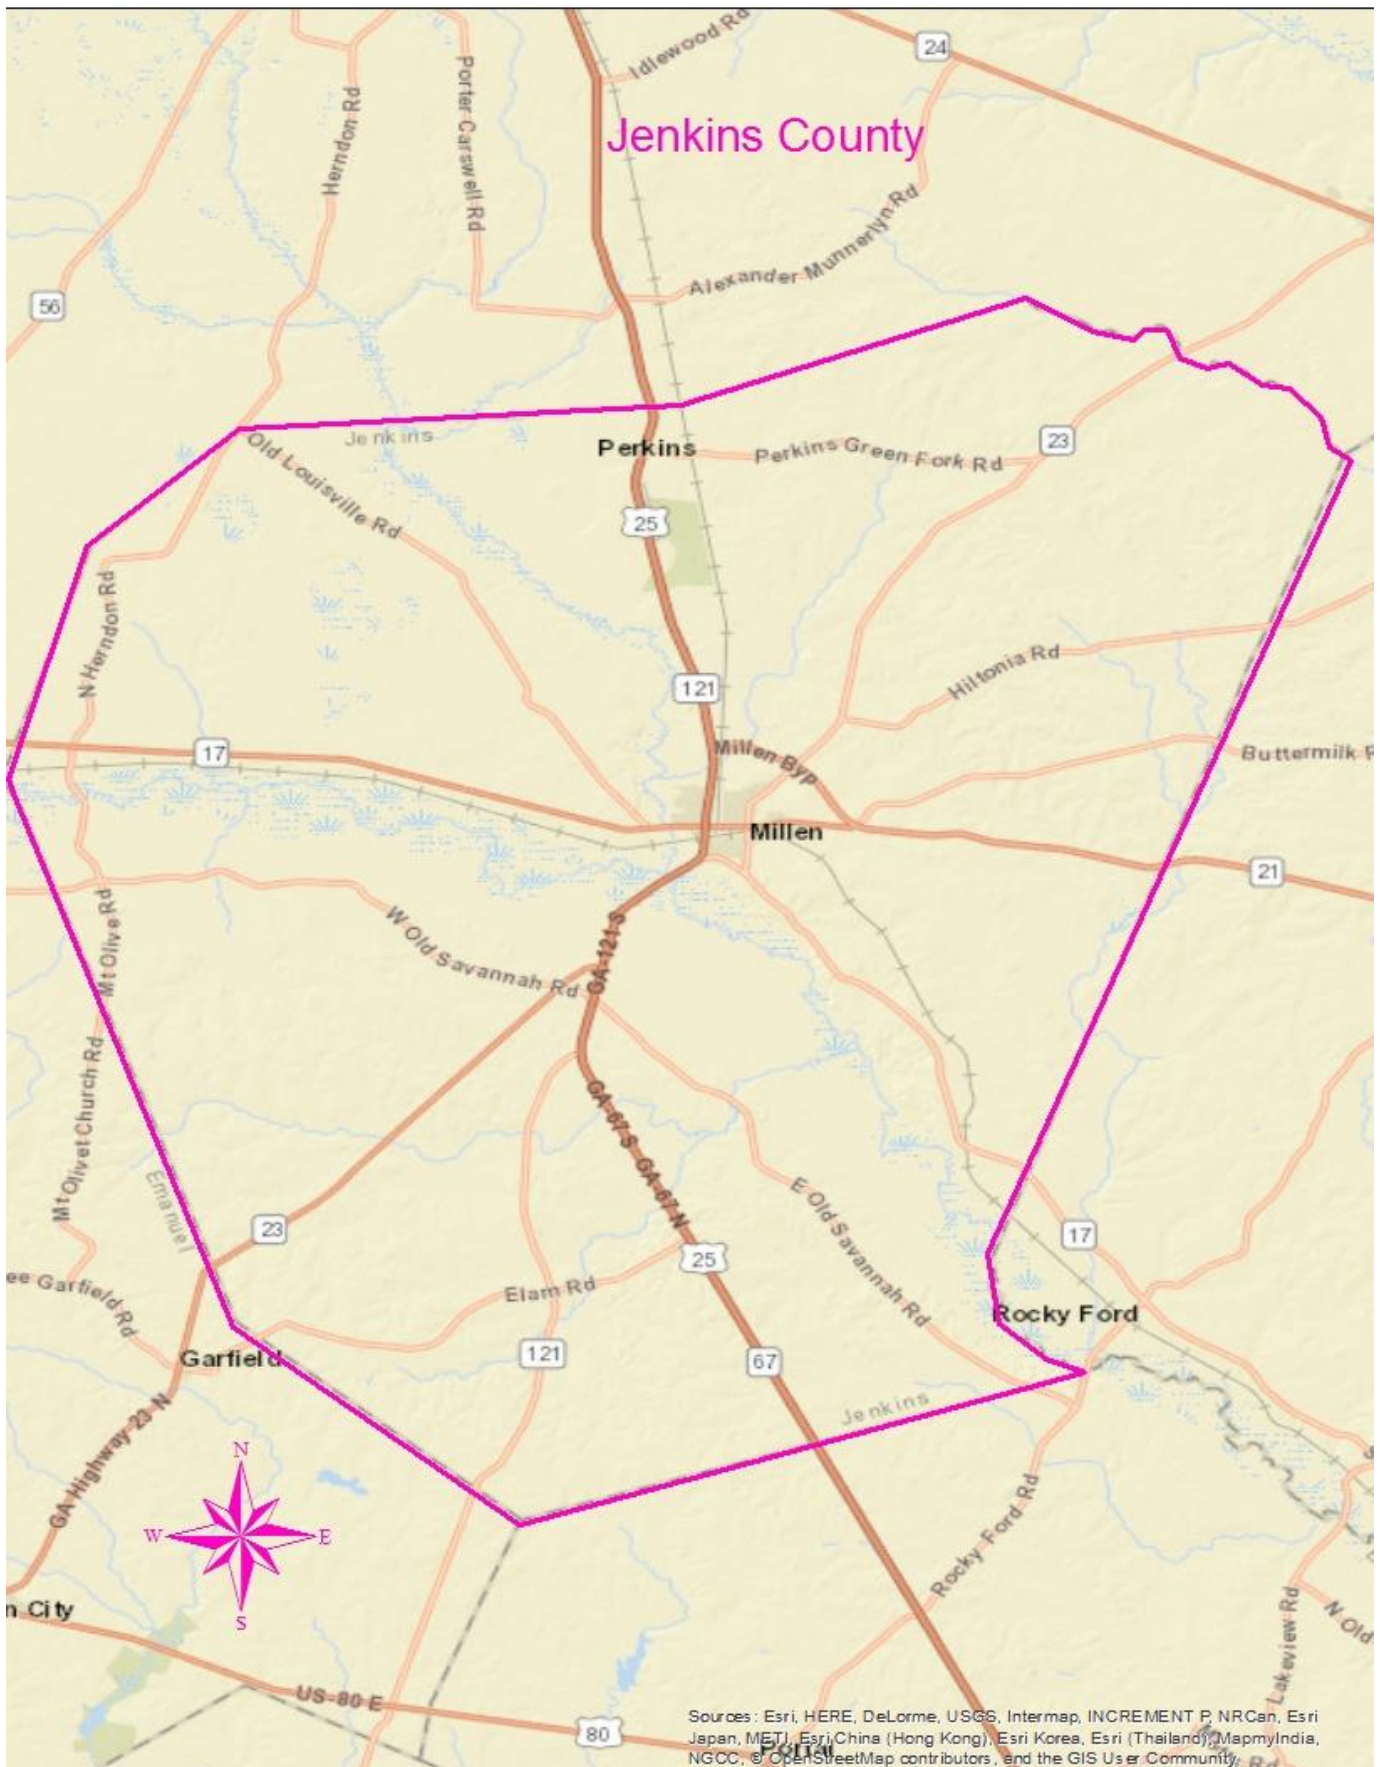 Idlewood Rd
24
Jenkins County
Porter Carswell Rd
Herndon Rd
Alexander Munnerlyn Rd
56
Jenkins
Old Louisville Rd
Perkins
Perkins Green Fork Rd
23
25
N Herndon Rd
Hiltonia Rd
121
17
Millen Byp
Buttermilk R
Millen
21
Mt Olive Rd
W Old Savannah Rd
GA-121 S
Mt Olivet Church Rd
GA-67 S
GA-67 N
Emanuel
E Old Savannah Rd
23
17
25
ee Garfield Rd
Elam Rd
Rocky Ford
Garfield
121
67
Jenkins
GA Highway 23 N
N
W
E
S
Rocky Ford Rd
n City
Lakeview Rd
N Old
US-80 E
80
Portal
Sources: Esri, HERE, DeLorme, USGS, Intermap, INCREMENT P, NRCan, Esri
Japan, METI, Esri China (Hong Kong), Esri Korea, Esri (Thailand), MapmyIndia,
NGCC, © OpenStreetMap contributors, and the GIS User Community